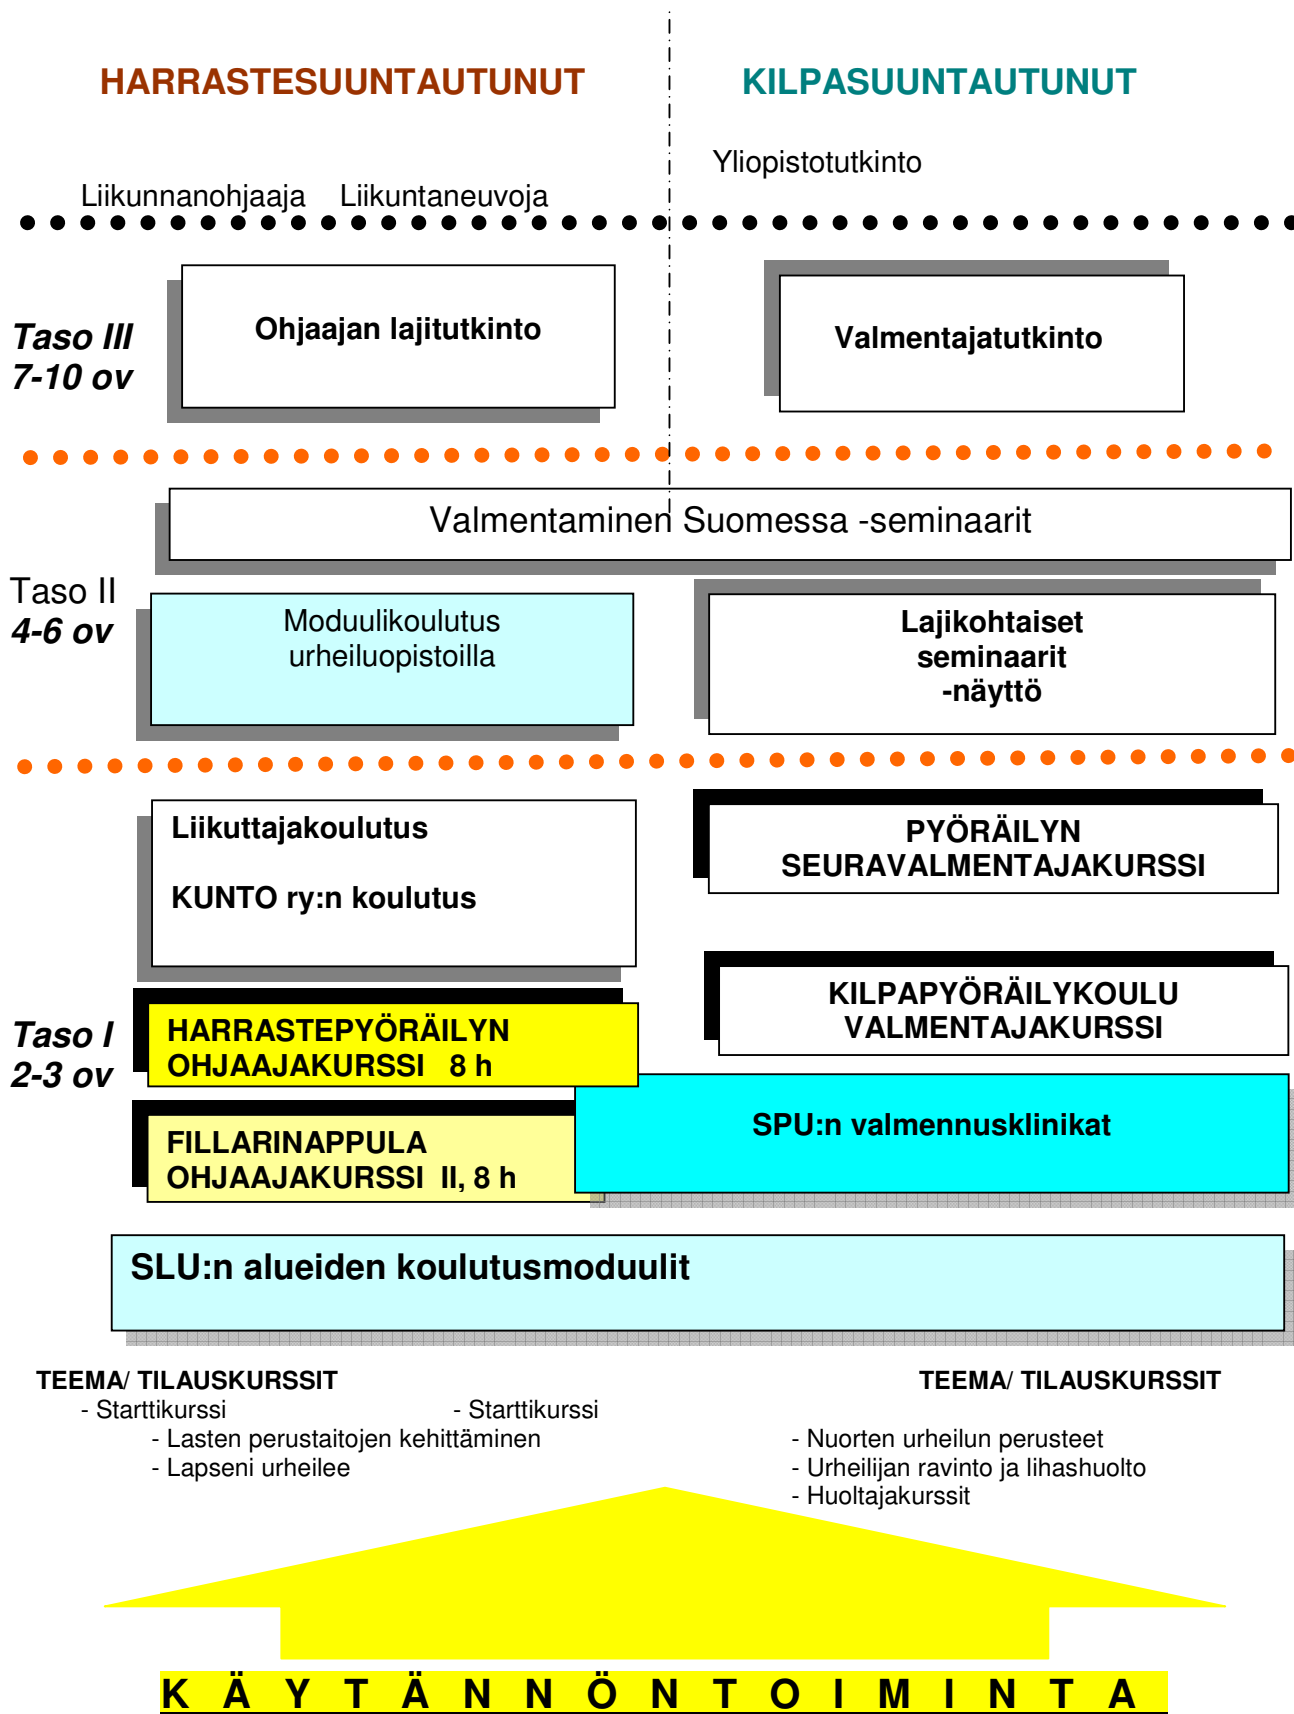 HARRASTESUUNTAUTUNUT
KILPASUUNTAUTUNUT
Yliopistotutkinto
Liikunnanohjaaja Liikuntaneuvoja
Taso III
7-10 ov
Ohjaajan lajitutkinto
Valmentajatutkinto
Valmentaminen Suomessa -seminaarit
Taso II
4-6 ov
Moduulikoulutus
urheiluopistoilla
Lajikohtaiset
seminaarit
-näyttö
Liikuttajakoulutus
KUNTO ry:n koulutus
PYÖRÄILYN
SEURAVALMENTAJAKURSSI
KILPAPYÖRÄILYKOULU
VALMENTAJAKURSSI
Taso I
2-3 ov
HARRASTEPYÖRÄILYN
OHJAAJAKURSSI 8 h
SPU:n valmennusklinikat
FILLARINAPPULA
OHJAAJAKURSSI II, 8 h
SLU:n alueiden koulutusmoduulit
TEEMA/ TILAUSKURSSIT
- Starttikurssi - Starttikurssi
- Lasten perustaitojen kehittäminen
- Lapseni urheilee
TEEMA/ TILAUSKURSSIT
- Nuorten urheilun perusteet
- Urheilijan ravinto ja lihashuolto
- Huoltajakurssit
K Ä Y T Ä N N Ö N T O I M I N T A